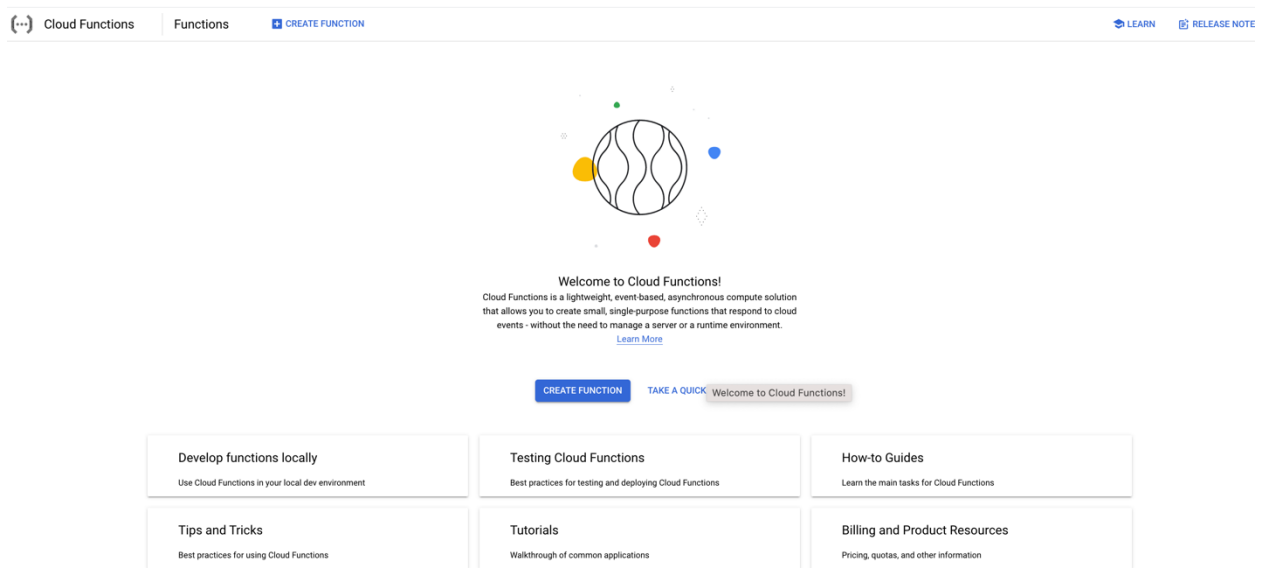 Cloud Functions
Functions
CREATE FUNCTION
LEARN
RELEASE NOTE
Welcome to Cloud Functions!
Cloud Functions is a lightweight, event-based, asynchronous compute solution
that allows you to create small, single-purpose functions that respond to cloud
events - without the need to manage a server or a runtime environment.
Learn More
CREATE FUNCTION
TAKE A QUICK
Welcome to Cloud Functions!
Develop functions locally
Use Cloud Functions in your local dev environment
Testing Cloud Functions
Best practices for testing and deploying Cloud Functions
How-to Guides
Learn the main tasks for Cloud Functions
Tips and Tricks
Best practices for using Cloud Functions
Tutorials
Walkthrough of common applications
Billing and Product Resources
Pricing, quotas, and other information